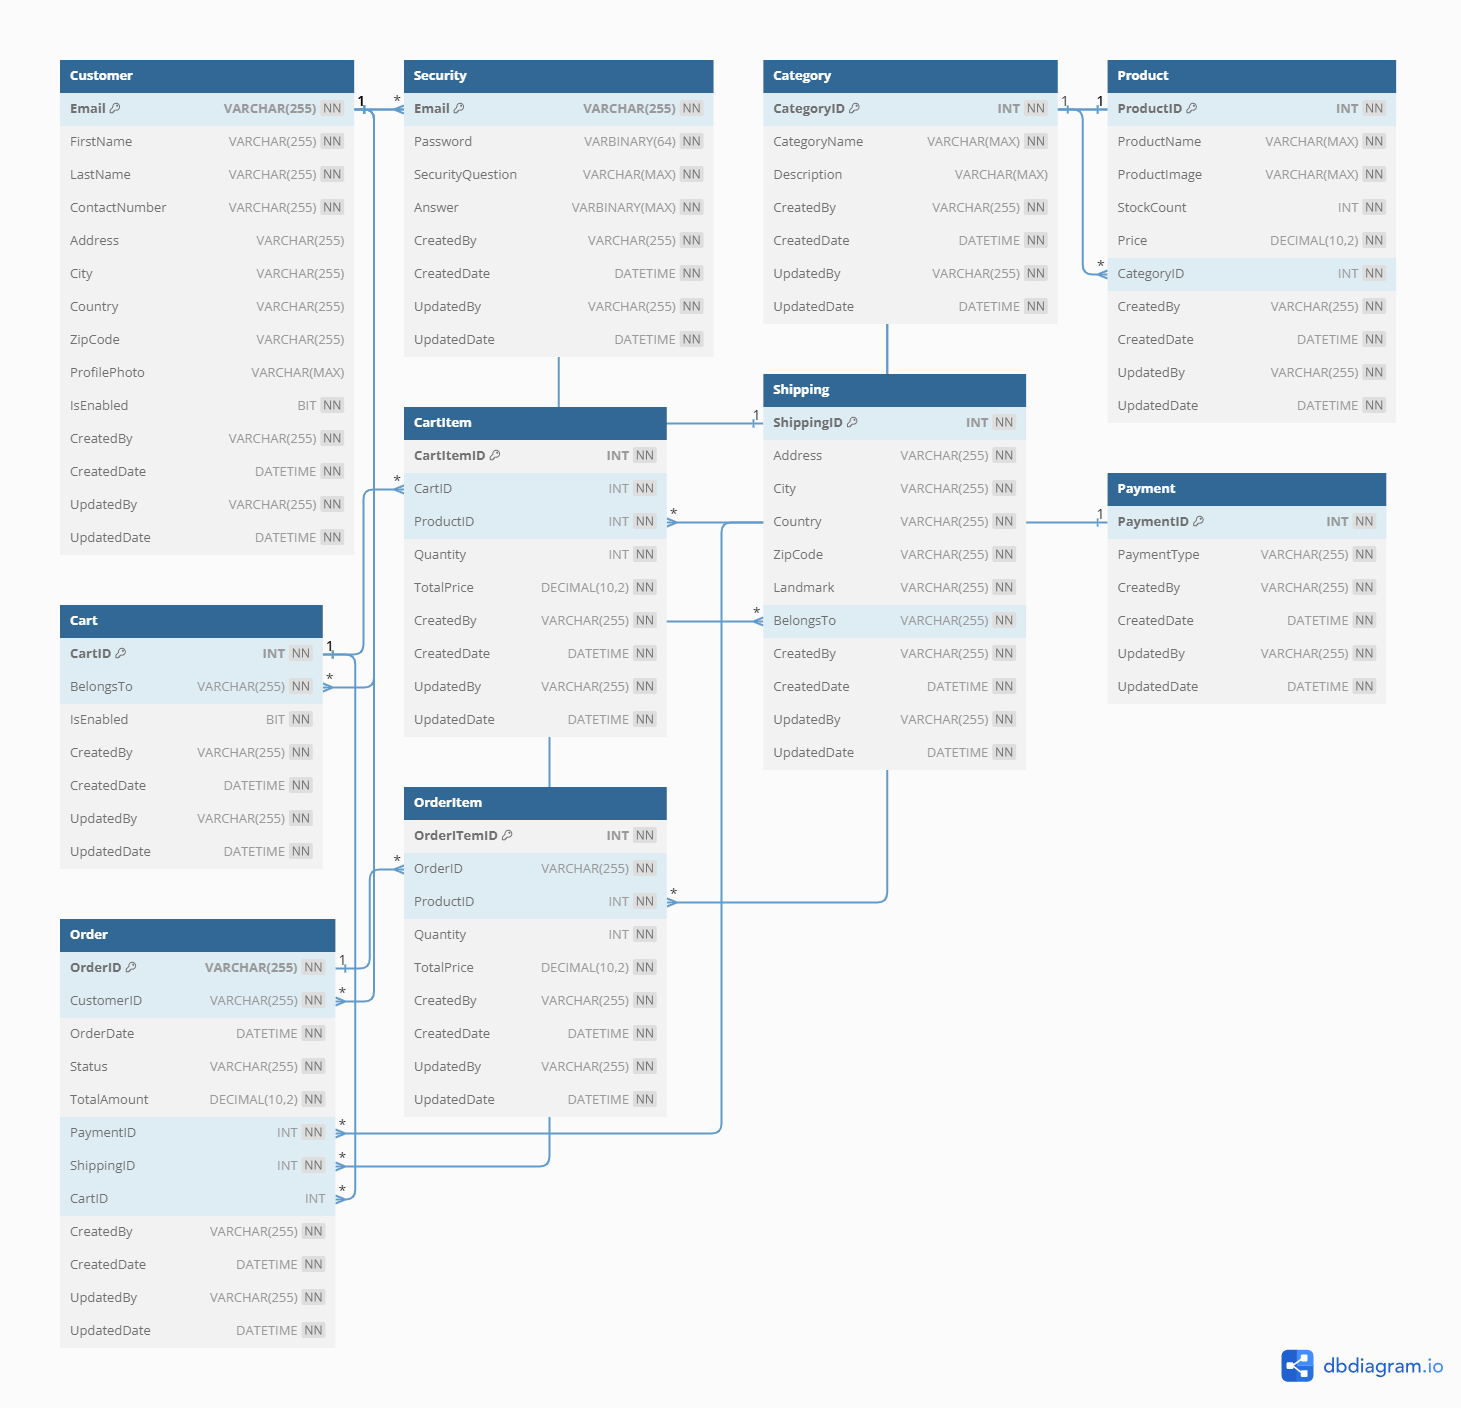 Customer
Email VARCHAR(255) NN
FirstName VARCHAR(255) NN
LastName VARCHAR(255) NN
ContactNumber VARCHAR(255) NN
Address VARCHAR(255)
City VARCHAR(255)
Country VARCHAR(255)
ZipCode VARCHAR(255)
ProfilePhoto VARCHAR(MAX)
IsEnabled BIT NN
CreatedBy VARCHAR(255) NN
CreatedDate DATETIME NN
UpdatedBy VARCHAR(255) NN
UpdatedDate DATETIME NN
1
*
Security
Email VARCHAR(255) NN
Password VARBINARY(64) NN
SecurityQuestion VARCHAR(MAX) NN
Answer VARBINARY(MAX) NN
CreatedBy VARCHAR(255) NN
CreatedDate DATETIME NN
UpdatedBy VARCHAR(255) NN
UpdatedDate DATETIME NN
Category
CategoryID INT NN
CategoryName VARCHAR(MAX) NN
Description VARCHAR(MAX)
CreatedBy VARCHAR(255) NN
CreatedDate DATETIME NN
UpdatedBy VARCHAR(255) NN
UpdatedDate DATETIME NN
1
1
*
Product
ProductID INT NN
ProductName VARCHAR(MAX) NN
ProductImage VARCHAR(MAX) NN
StockCount INT NN
Price DECIMAL(10,2) NN
CategoryID INT NN
CreatedBy VARCHAR(255) NN
CreatedDate DATETIME NN
UpdatedBy VARCHAR(255) NN
UpdatedDate DATETIME NN
Cart
CartID INT NN
BelongsTo VARCHAR(255) NN
IsEnabled BIT NN
CreatedBy VARCHAR(255) NN
CreatedDate DATETIME NN
UpdatedBy VARCHAR(255) NN
UpdatedDate DATETIME NN
1
*
*
CartItem
CartItemID INT NN
CartID INT NN
ProductID INT NN
Quantity INT NN
TotalPrice DECIMAL(10,2) NN
CreatedBy VARCHAR(255) NN
CreatedDate DATETIME NN
UpdatedBy VARCHAR(255) NN
UpdatedDate DATETIME NN
*
1
*
Shipping
ShippingID INT NN
Address VARCHAR(255) NN
City VARCHAR(255) NN
Country VARCHAR(255) NN
ZipCode VARCHAR(255) NN
Landmark VARCHAR(255) NN
BelongsTo VARCHAR(255) NN
CreatedBy VARCHAR(255) NN
CreatedDate DATETIME NN
UpdatedBy VARCHAR(255) NN
UpdatedDate DATETIME NN
1
Payment
PaymentID INT NN
PaymentType VARCHAR(255) NN
CreatedBy VARCHAR(255) NN
CreatedDate DATETIME NN
UpdatedBy VARCHAR(255) NN
UpdatedDate DATETIME NN
Order
OrderID VARCHAR(255) NN
CustomerID VARCHAR(255) NN
OrderDate DATETIME NN
Status VARCHAR(255) NN
TotalAmount DECIMAL(10,2) NN
PaymentID INT NN
ShippingID INT NN
CartID INT
CreatedBy VARCHAR(255) NN
CreatedDate DATETIME NN
UpdatedBy VARCHAR(255) NN
UpdatedDate DATETIME NN
1
*
*
*
*
*
OrderItem
OrderITemID INT NN
OrderID VARCHAR(255) NN
ProductID INT NN
Quantity INT NN
TotalPrice DECIMAL(10,2) NN
CreatedBy VARCHAR(255) NN
CreatedDate DATETIME NN
UpdatedBy VARCHAR(255) NN
UpdatedDate DATETIME NN
*
dbdiagram.io